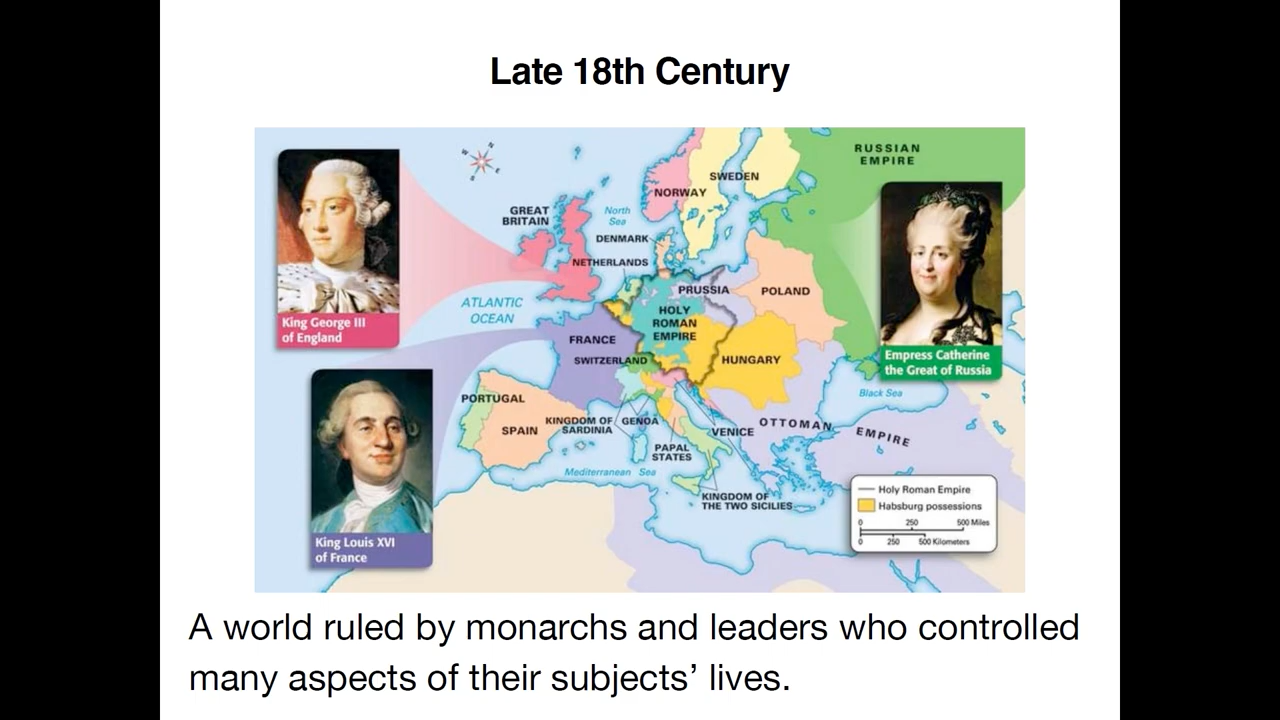 Late 18th Century
RUSSIAN
EMPIRE
N
W
E
S
SWEDEN
NORWAY
GREAT
BRITAIN
North
Sea
DENMARK
NETHERLANDS
PRUSSIA
POLAND
ATLANTIC
OCEAN
HOLY
ROMAN
EMPIRE
King George III
of England
FRANCE
SWITZERLAND
HUNGARY
Empress Catherine
the Great of Russia
Black Sea
PORTUGAL
SPAIN
KINGDOM OF
SARDINIA
GENOA
VENICE
OTTOMAN EMPIRE
PAPAL
STATES
Mediterranean Sea
KINGDOM OF
THE TWO SICILIES
King Louis XVI
of France
Holy Roman Empire
Habsburg possessions
0 250 500 Miles
0 250 500 Kilometers
A world ruled by monarchs and leaders who controlled
many aspects of their subjects’ lives.